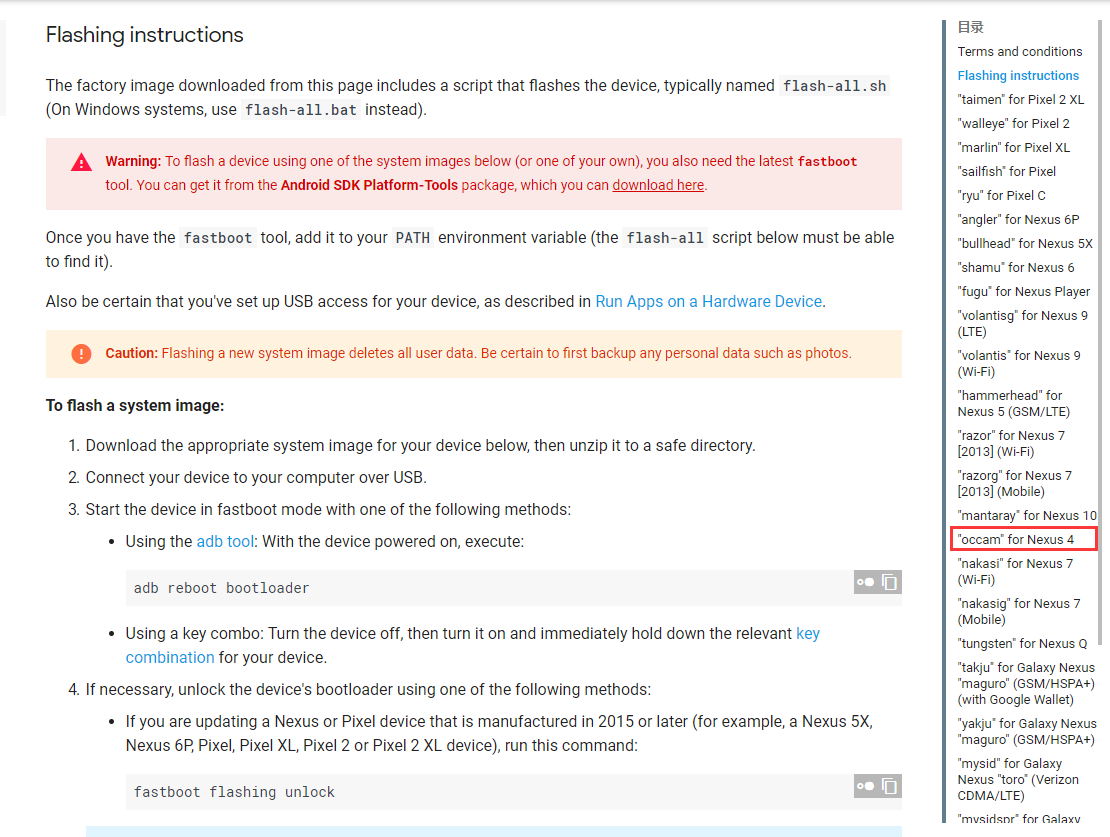 Flashing instructions
The factory image downloaded from this page includes a script that flashes the device, typically named flash-all.sh
(On Windows systems, use flash-all.bat instead).
Warning: To flash a device using one of the system images below (or one of your own), you also need the latest fastboot
tool. You can get it from the Android SDK Platform-Tools package, which you can download here.
Once you have the fastboot tool, add it to your PATH environment variable (the flash-all script below must be able
to find it).
Also be certain that you've set up USB access for your device, as described in Run Apps on a Hardware Device.
Caution: Flashing a new system image deletes all user data. Be certain to first backup any personal data such as photos.
To flash a system image:
1. Download the appropriate system image for your device below, then unzip it to a safe directory.
2. Connect your device to your computer over USB.
3. Start the device in fastboot mode with one of the following methods:
• Using the adb tool: With the device powered on, execute:
adb reboot bootloader
• Using a key combo: Turn the device off, then turn it on and immediately hold down the relevant key
combination for your device.
4. If necessary, unlock the device's bootloader using one of the following methods:
• If you are updating a Nexus or Pixel device that is manufactured in 2015 or later (for example, a Nexus 5X,
Nexus 6P, Pixel, Pixel XL, Pixel 2 or Pixel 2 XL device), run this command:
fastboot flashing unlock
目录
Terms and conditions
Flashing instructions
"taimen" for Pixel 2 XL
"walleye" for Pixel 2
"marlin" for Pixel XL
"sailfish" for Pixel
"ryu" for Pixel C
"angler" for Nexus 6P
"bullhead" for Nexus 5X
"shamu" for Nexus 6
"fugu" for Nexus Player
"volantisg" for Nexus 9
(LTE)
"volantis" for Nexus 9
(Wi-Fi)
"hammerhead" for
Nexus 5 (GSM/LTE)
"razor" for Nexus 7
[2013] (Wi-Fi)
"razorg" for Nexus 7
[2013] (Mobile)
"mantaray" for Nexus 10
"occam" for Nexus 4
"nakasi" for Nexus 7
(Wi-Fi)
"nakasig" for Nexus 7
(Mobile)
"tungsten" for Nexus Q
"takju" for Galaxy Nexus
"maguro" (GSM/HSPA+)
(with Google Wallet)
"yakju" for Galaxy Nexus
"maguro" (GSM/HSPA+)
"mysid" for Galaxy
Nexus "toro" (Verizon
CDMA/LTE)
"mysidspr" for Galaxy